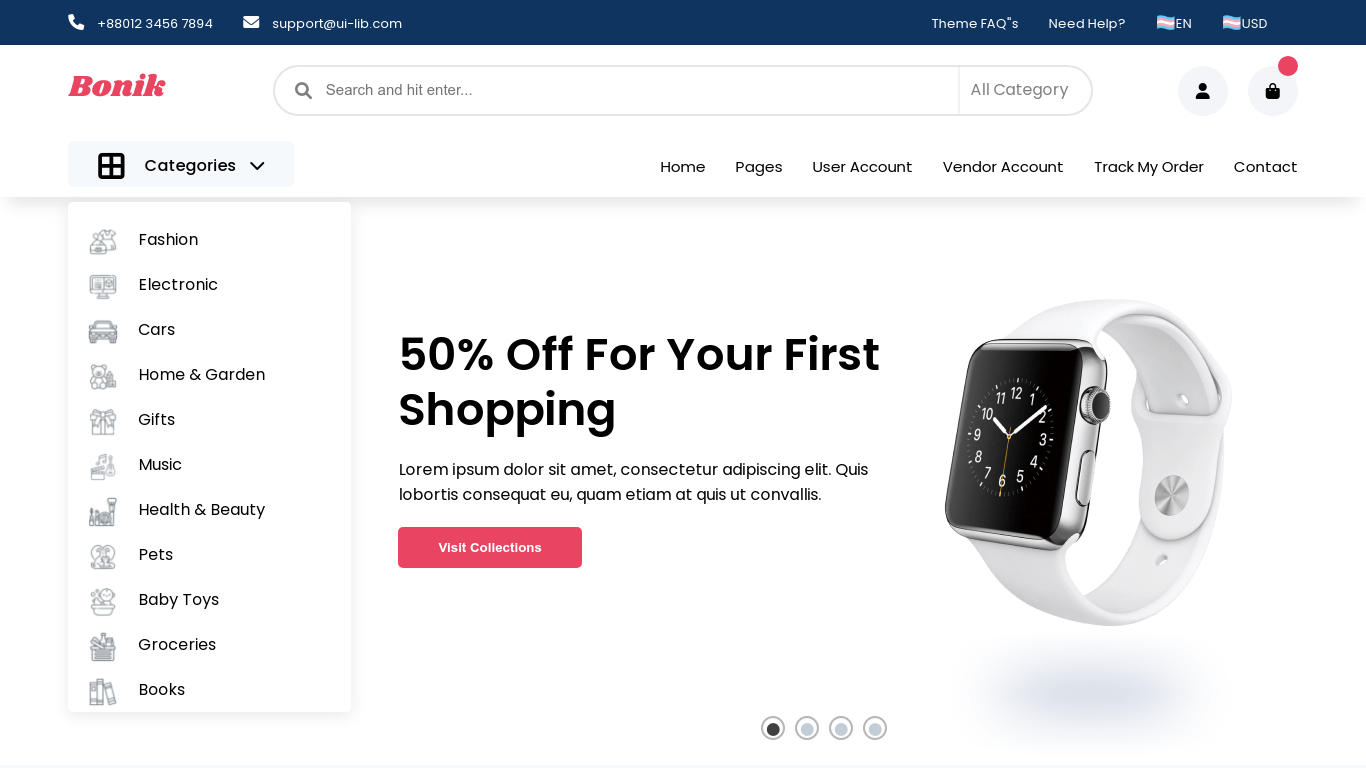 +88012 3456 7894
support@ui-lib.com
Theme FAQ"s
Need Help?
EN
USD
Bonik
Search and hit enter...
All Category
Categories
Home
Pages
User Account
Vendor Account
Track My Order
Contact
Fashion
Electronic
Cars
Home & Garden
Gifts
Music
Health & Beauty
Pets
Baby Toys
Groceries
Books
50% Off For Your First
Shopping
Lorem ipsum dolor sit amet, consectetur adipiscing elit. Quis
lobortis consequat eu, quam etiam at quis ut convallis.
Visit Collections
12
1
2
3
4
5
6
7
8
9
10
11